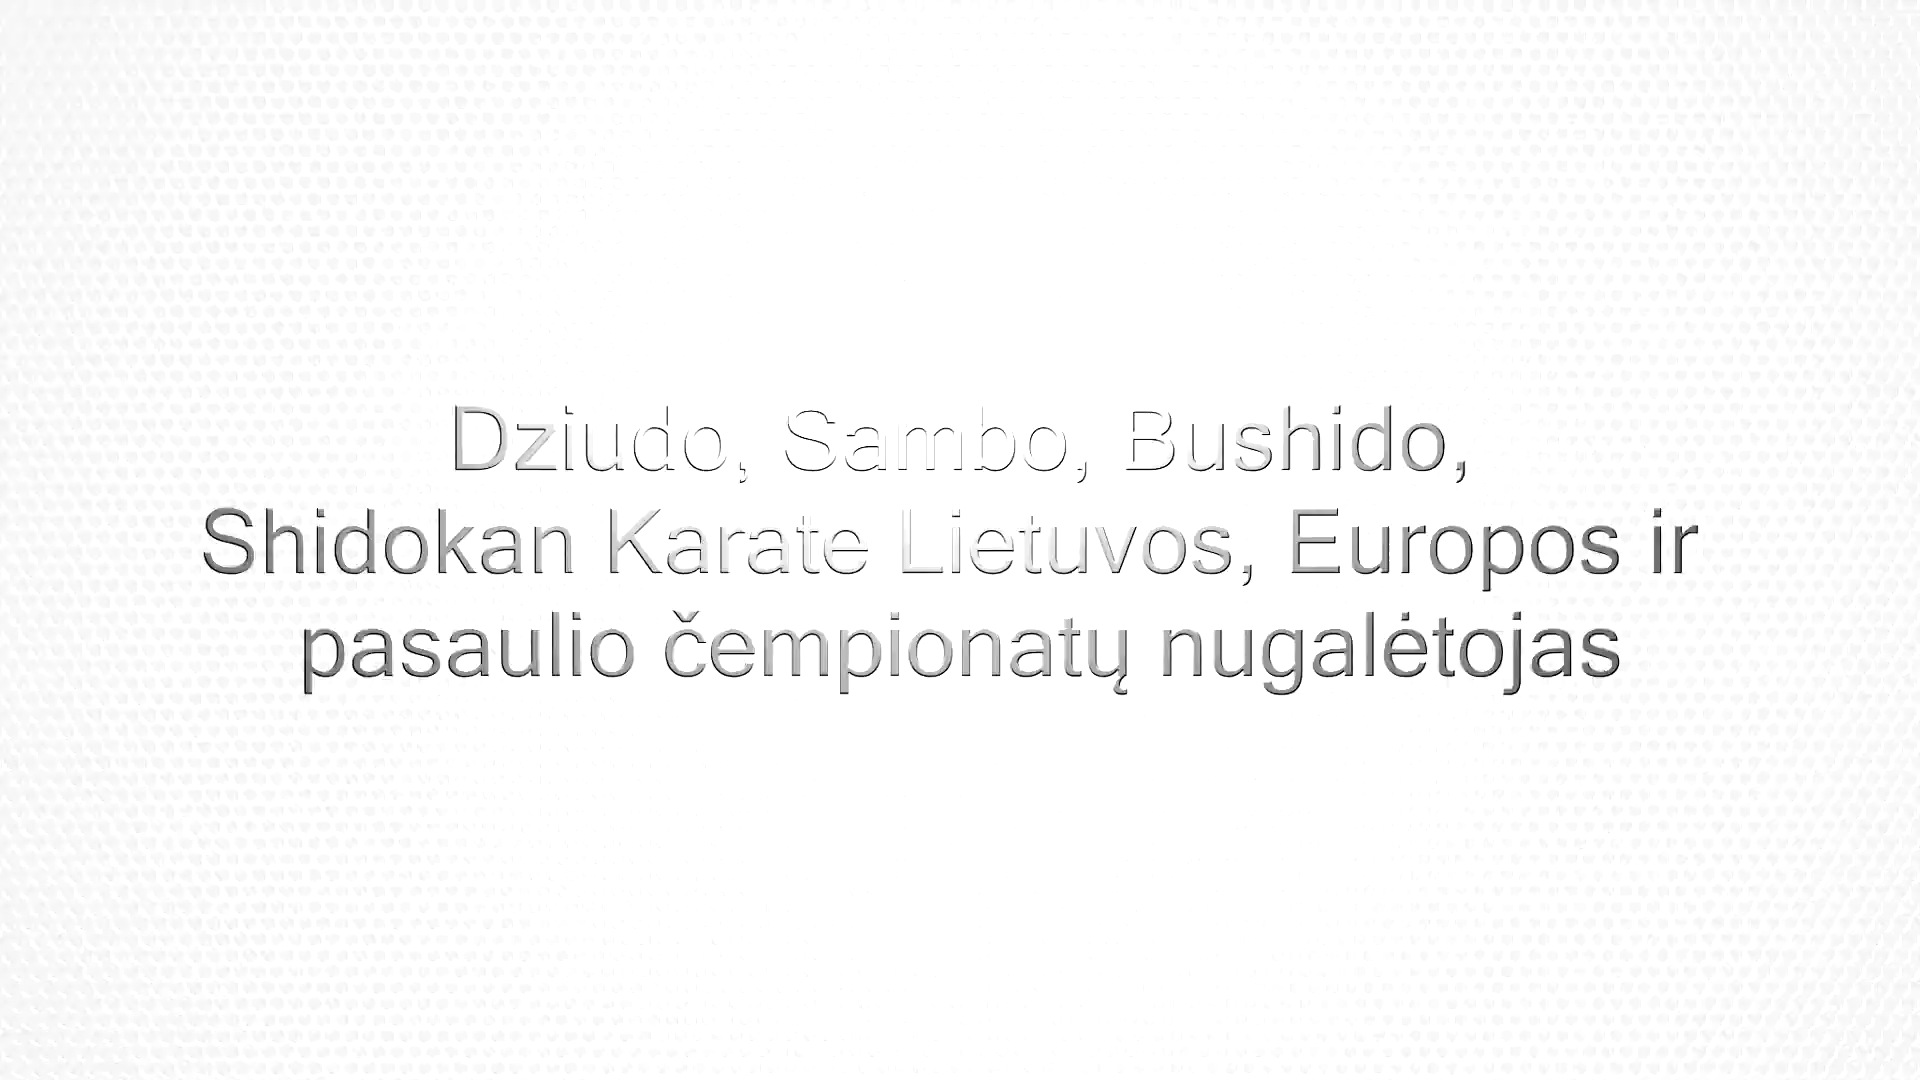 Dziudo, Sambo, Bushido,
Shidokan Karate Lietuvos, Europos ir
pasaulio čempionatų nugalėtojas